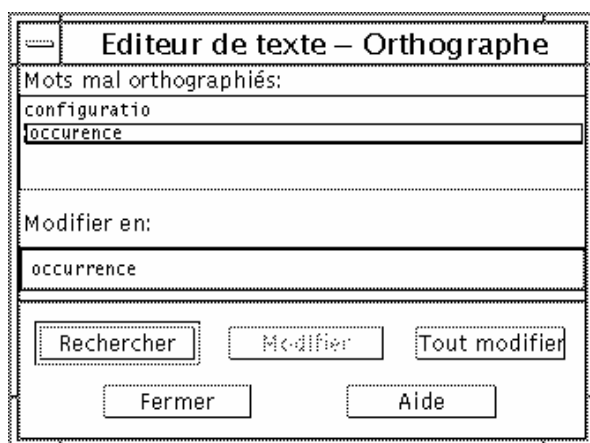 Editeur de texte – Orthographe
Mots mal orthographiés:
configuratio
occurence
Modifier en:
occurrence
Rechercher Modifier Tout modifier
Fermer Aide